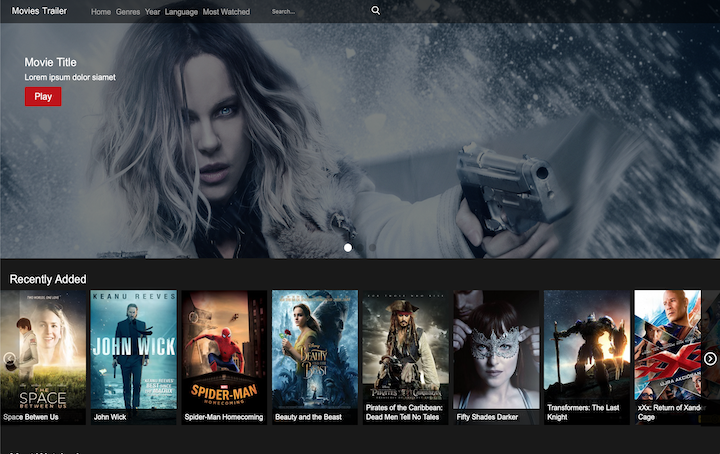 Movies Trailer
Home Genres Year Language Most Watched
Search...
Movie Title
Lorem ipsum dolor siamet
Play
Recently Added
THE
SPACE
BETWEEN US
Space Betwen Us
KEANU REEVES
JOHN WICK
John Wick
SPIDER-MAN
HOMECOMING
Spider-Man Homecoming
Disney
BEAUTY
AND THE
BEAST
Beauty and the Beast
Pirates of the Caribbean:
Dead Men Tell No Tales
Fifty Shades Darker
Transformers: The Last
Knight
xXx
xXx: Return of Xand
Cage